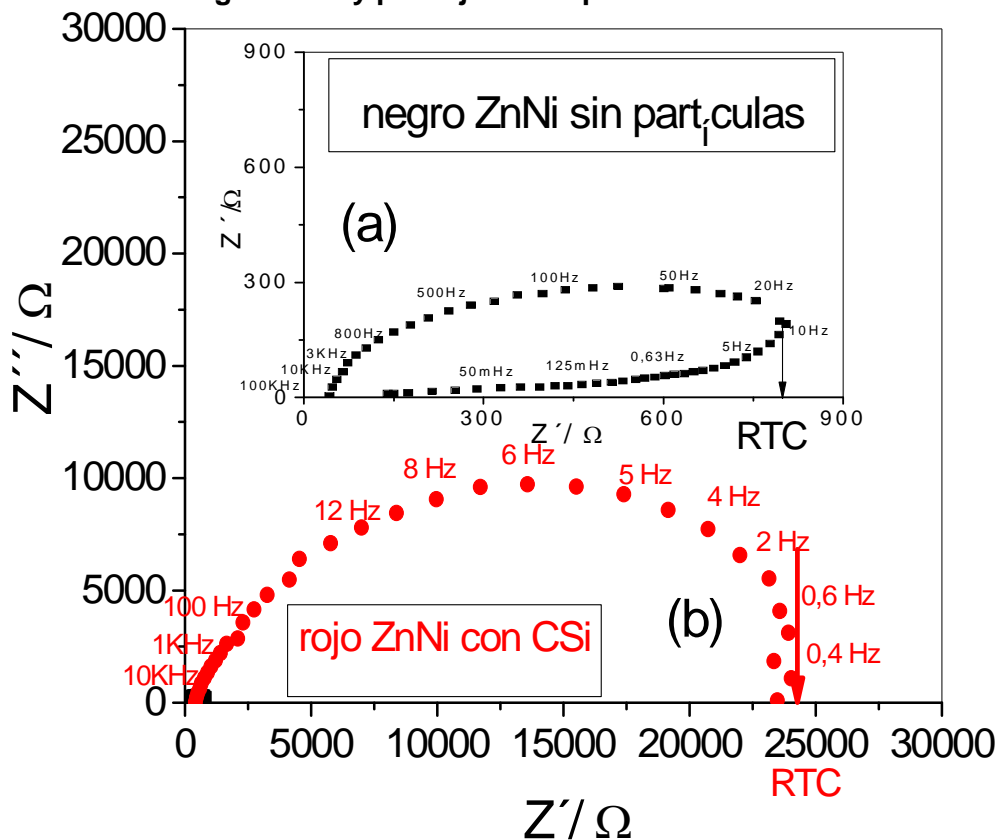 30000
25000
20000
15000
10000
5000
0
Z´´/ Ω
900
600
300
0
Z ´/Ω
negro ZnNi sin partículas
(a)
100KHz
10KHz
3KHz
800Hz
500Hz
100Hz
50Hz
20Hz
10Hz
5Hz
0,63Hz
125mHz
50mHz
0 300 600 900
Z ´/ Ω
RTC
10KHz
1KHz
100 Hz
12 Hz
8 Hz
6 Hz
5 Hz
4 Hz
2 Hz
0,6 Hz
0,4 Hz
(b)
rojo ZnNi con CSi
0 5000 10000 15000 20000 25000 30000
RTC
Z´/ Ω